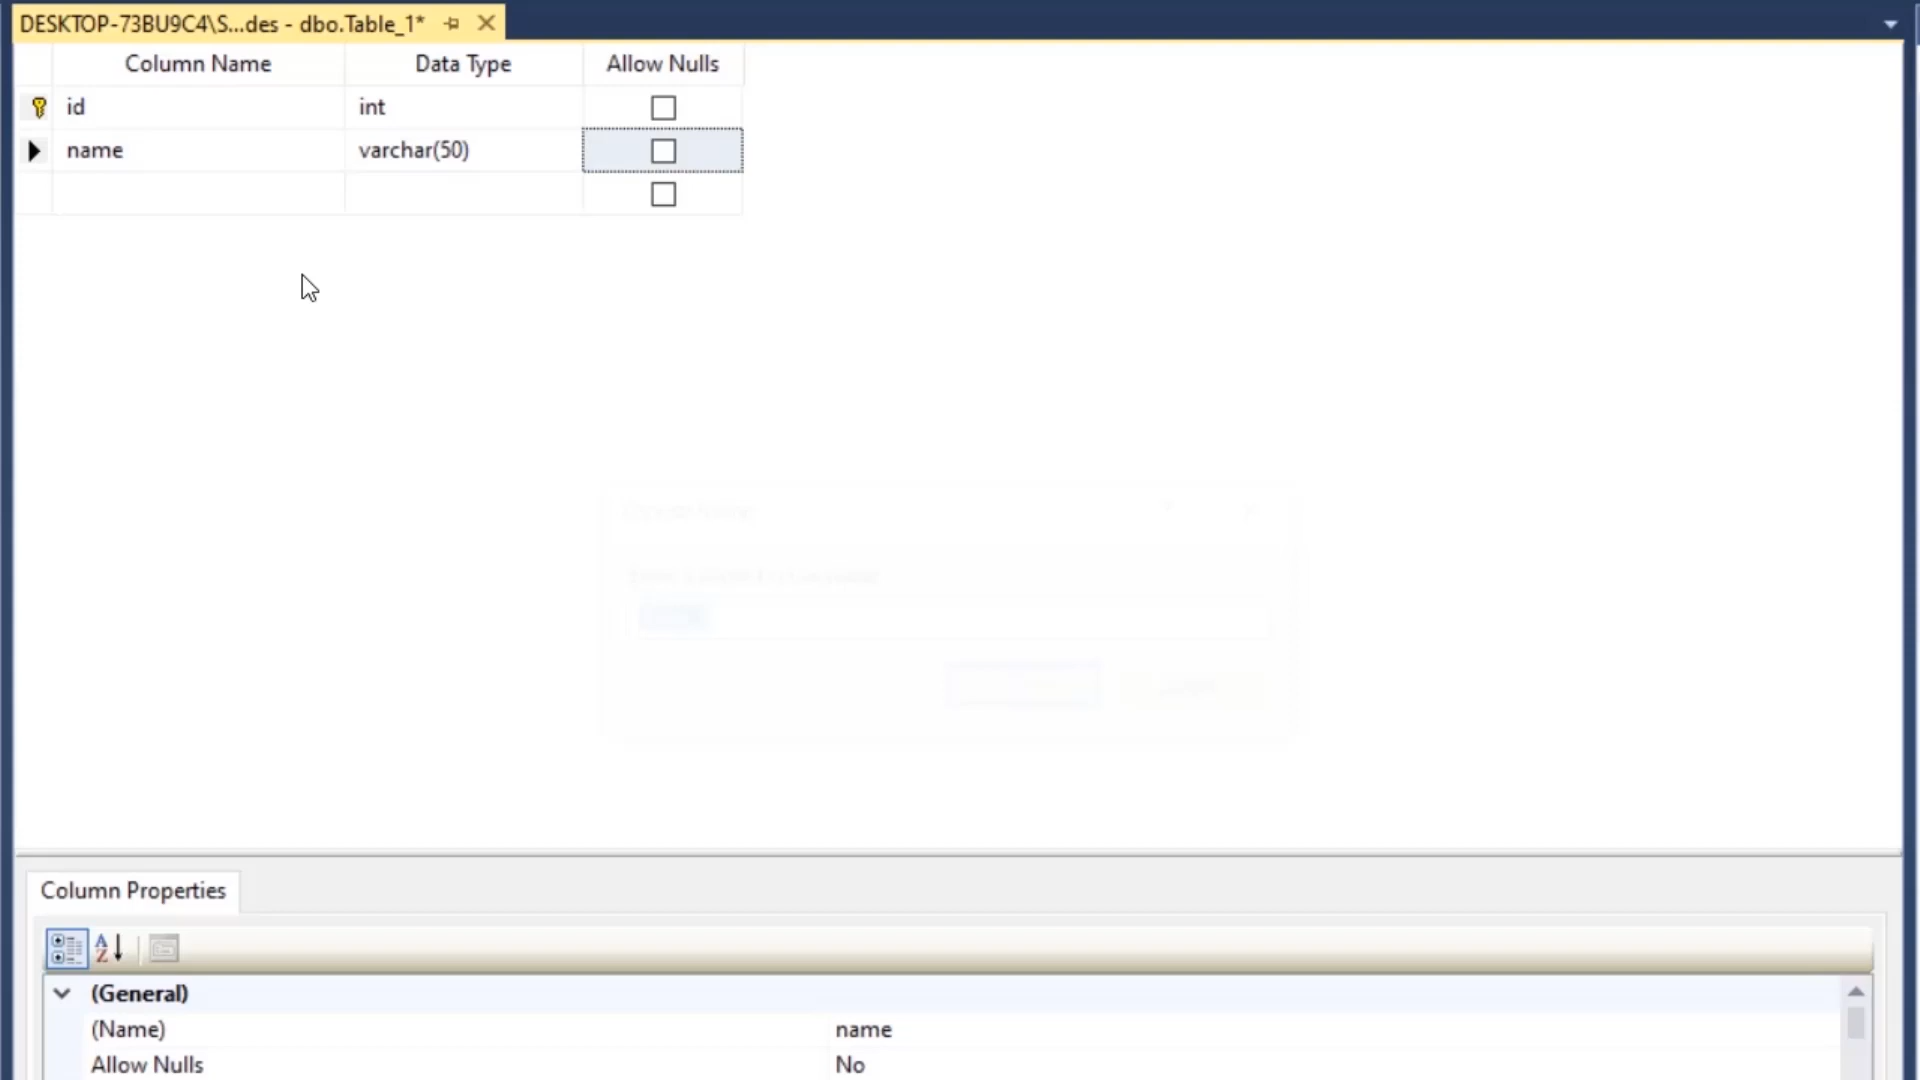 DESKTOP-73BU9C4\S...des - dbo.Table_1*
Column Name Data Type Allow Nulls
id int
name varchar(50)
Column Properties
(General)
(Name) name
Allow Nulls No